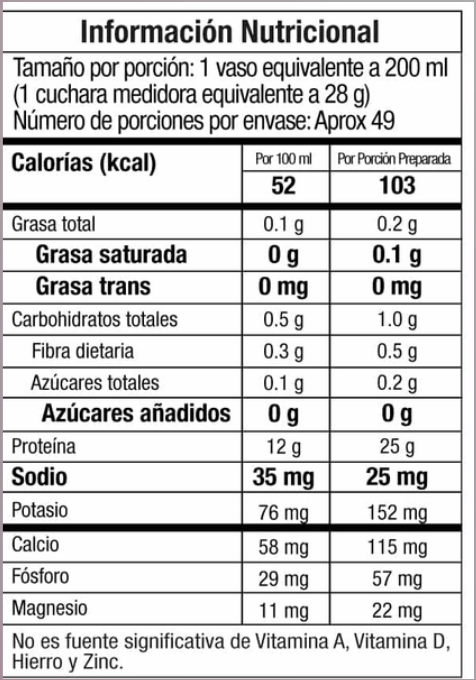 Información Nutricional
Tamaño por porción: 1 vaso equivalente a 200 ml
(1 cuchara medidora equivalente a 28 g)
Número de porciones por envase: Aprox 49
Calorías (kcal) Por 100 ml Por Porción Preparada
52 103
Grasa total 0.1 g 0.2 g
Grasa saturada 0 g 0.1 g
Grasa trans 0 mg 0 mg
Carbohidratos totales 0.5 g 1.0 g
Fibra dietaria 0.3 g 0.5 g
Azúcares totales 0.1 g 0.2 g
Azúcares añadidos 0 g 0 g
Proteína 12 g 25 g
Sodio 35 mg 25 mg
Potasio 76 mg 152 mg
Calcio 58 mg 115 mg
Fósforo 29 mg 57 mg
Magnesio 11 mg 22 mg
No es fuente significativa de Vitamina A, Vitamina D,
Hierro y Zinc.